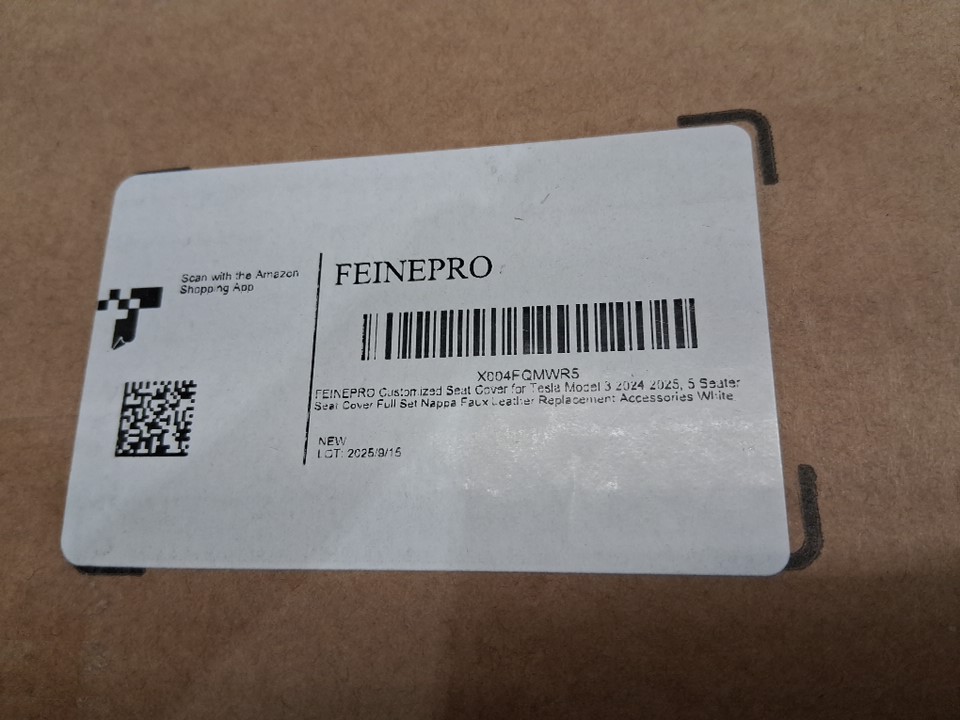 Scan with the Amazon
Shopping App
FEINEPRO
X004FQMWR5
FEINEPRO Customized Seat Cover for Tesla Model 3 2024 2025, 5 Seater
Seat Cover Full Set Nappa Faux Leather Replacement Accessories White
NEW
LOT: 2025/9/15